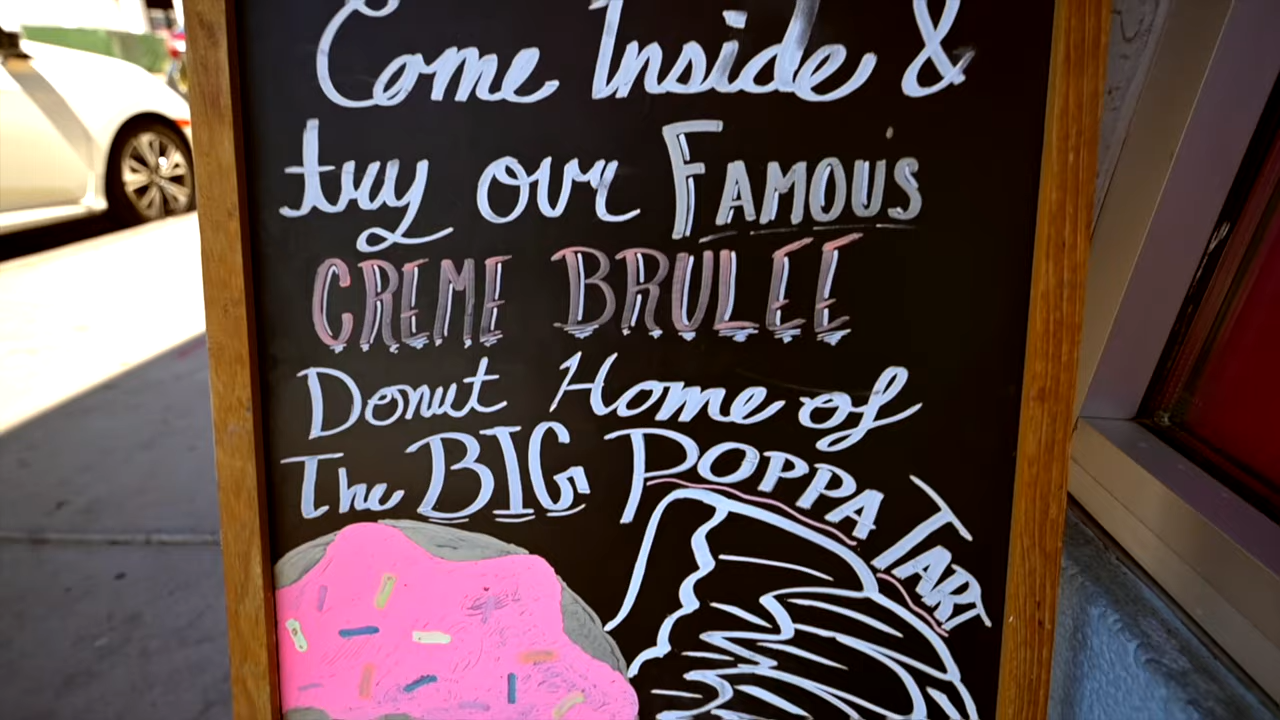 Come Inside &
try our FAMOUS
CREME BRULEE
Donut Home of
The BIG POPPA TART